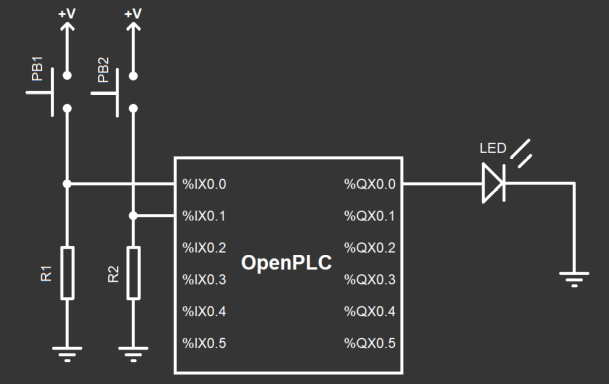 +V +V
PB1 PB2
LED
%IX0.0 %QX0.0
%IX0.1 %QX0.1
%IX0.2 %QX0.2
OpenPLC
R1 R2
%IX0.3 %QX0.3
%IX0.4 %QX0.4
%IX0.5 %QX0.5